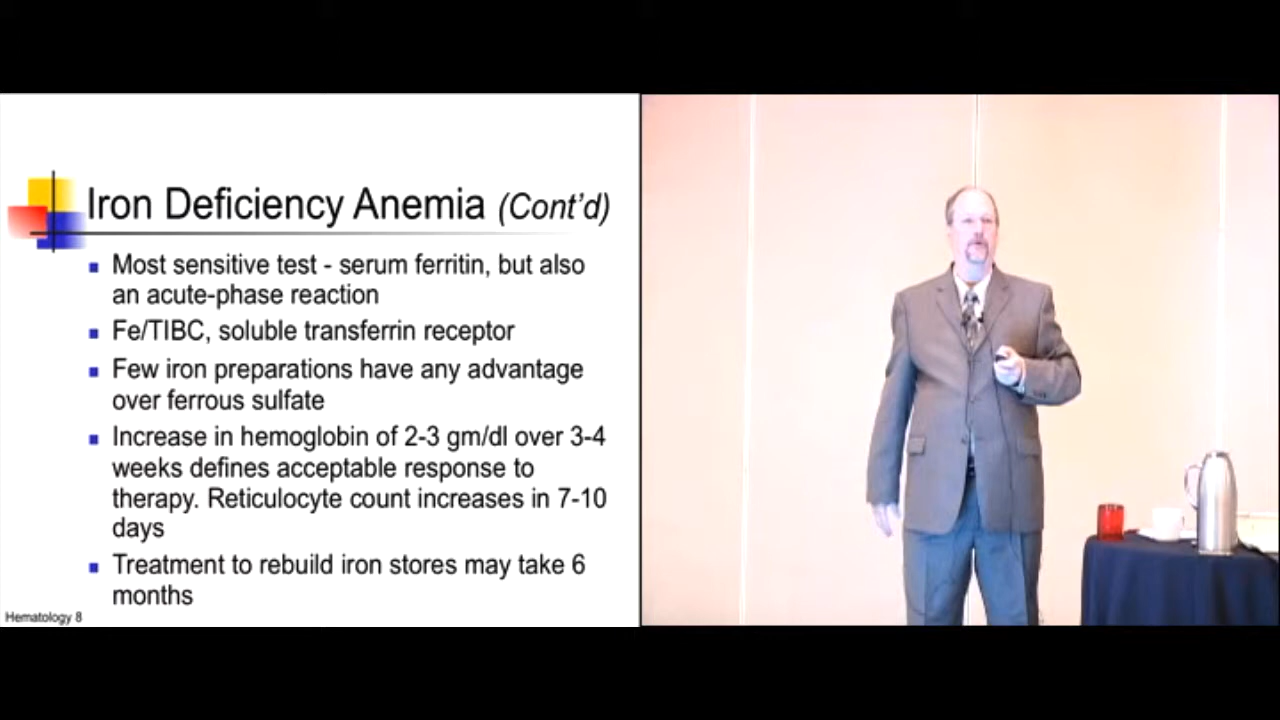 Iron Deficiency Anemia (Cont'd)
Most sensitive test - serum ferritin, but also
an acute-phase reaction
Fe/TIBC, soluble transferrin receptor
Few iron preparations have any advantage
over ferrous sulfate
Increase in hemoglobin of 2-3 gm/dl over 3-4
weeks defines acceptable response to
therapy. Reticulocyte count increases in 7-10
days
Treatment to rebuild iron stores may take 6
months
Hematology 8